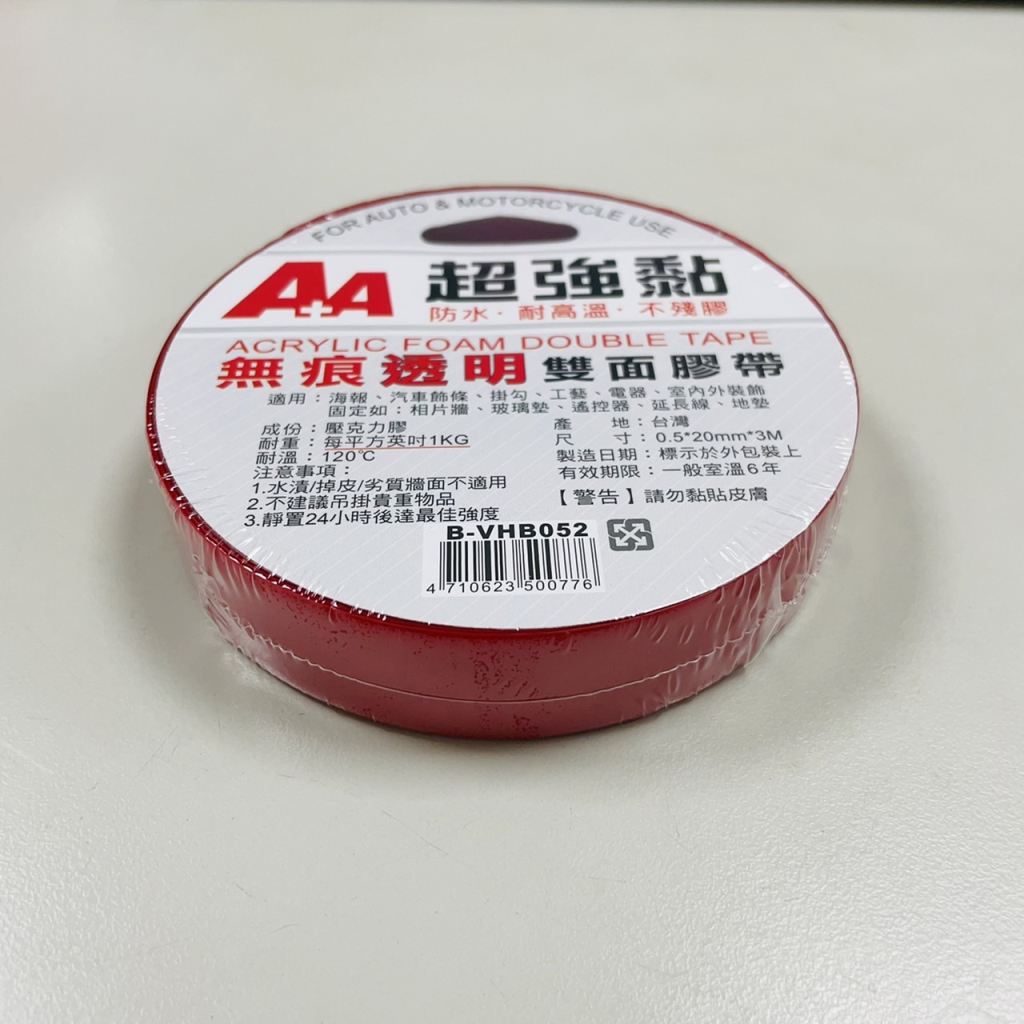 FOR AUTO & MOTORCYCLE USE
A+A 超強黏
防水·耐高溫·不殘膠
ACRYLIC FOAM DOUBLE TAPE
無痕透明雙面膠帶
適用：海報、汽車飾條、掛勾、工藝、電器、室內外裝飾
固定如：相片牆、玻璃墊、遙控器、延長線、地墊
成份：壓克力膠
耐重：每平方英吋1KG
耐溫：120℃
注意事項：
1.水漬/掉皮/劣質牆面不適用
2.不建議吊掛貴重物品
3.靜置24小時後達最佳強度
產地：台灣
尺寸：0.5*20mm*3M
製造日期：標示於外包裝上
有效期限：一般室溫6年
【警告】請勿黏貼皮膚
B-VHB052
4 710623 500776